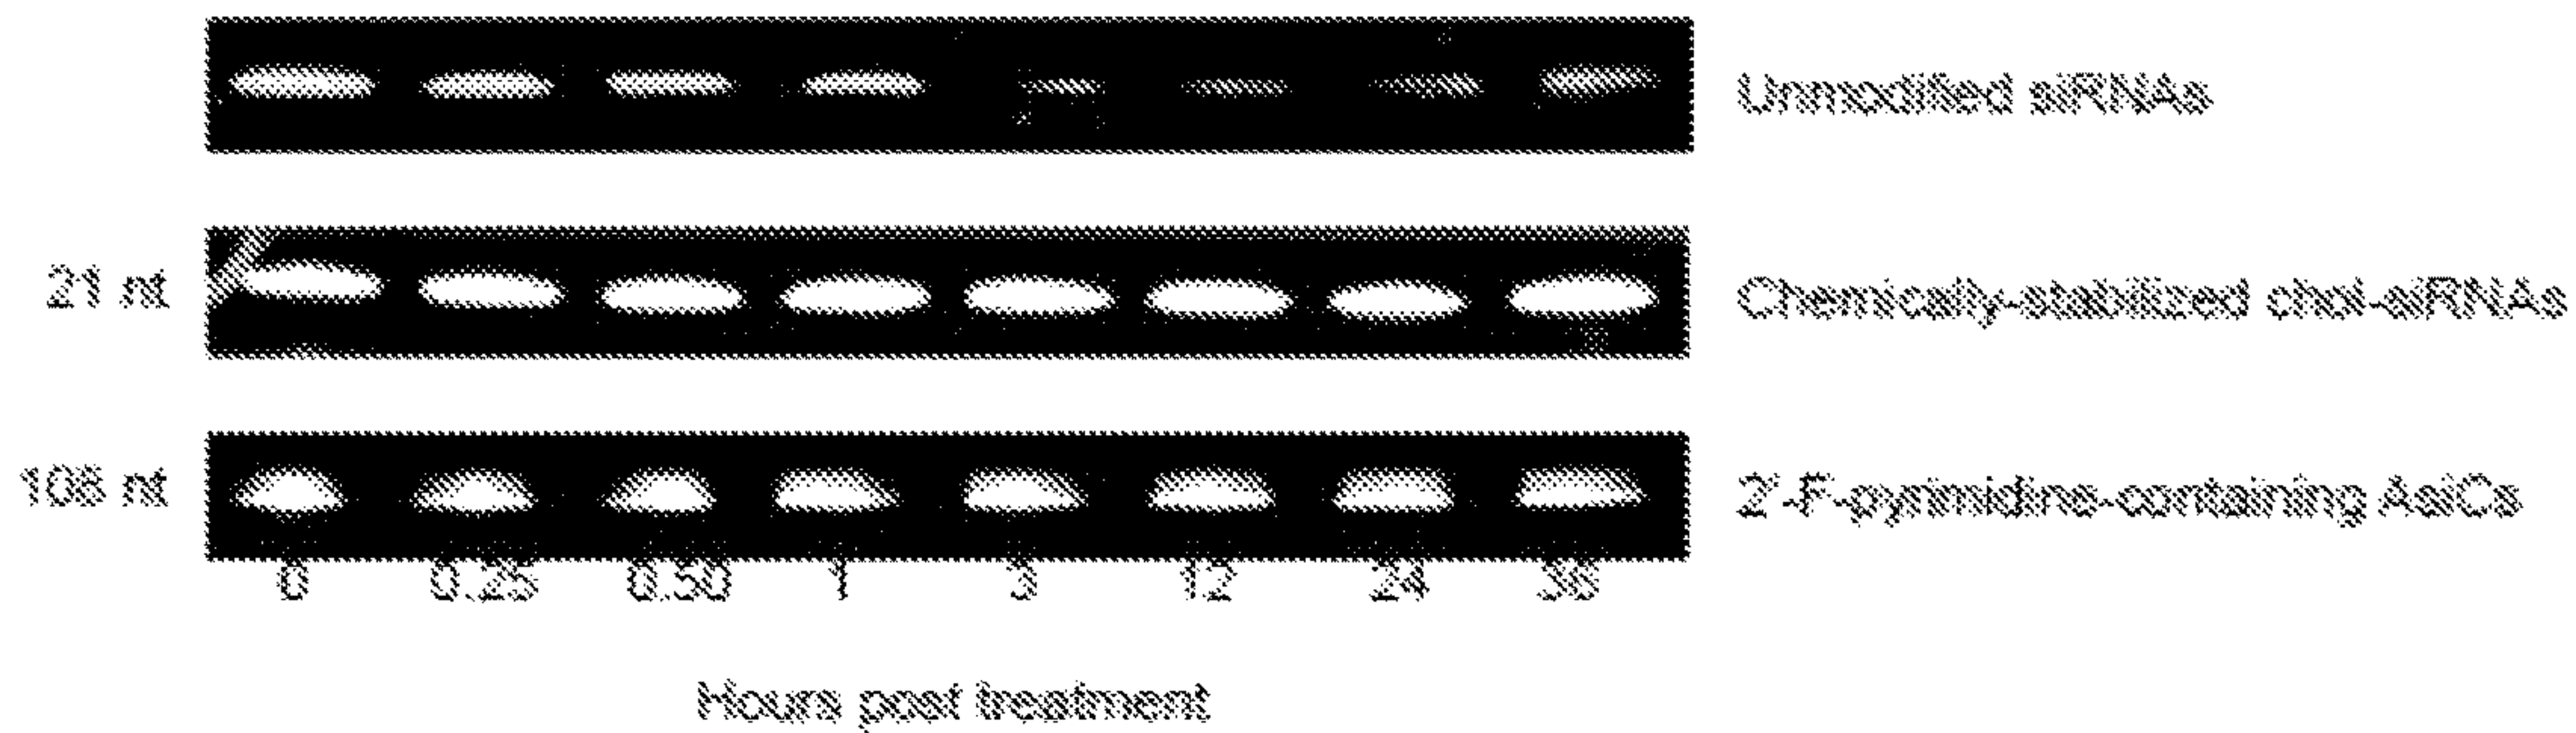 Unmodified siRNAs
21 nt
Chemically-stabilized chol-siRNAs
108 nt
2'-F-pyrimidine-containing AsiCs
0 0.25 0.50 1 3 12 24 36
Hours post treatment